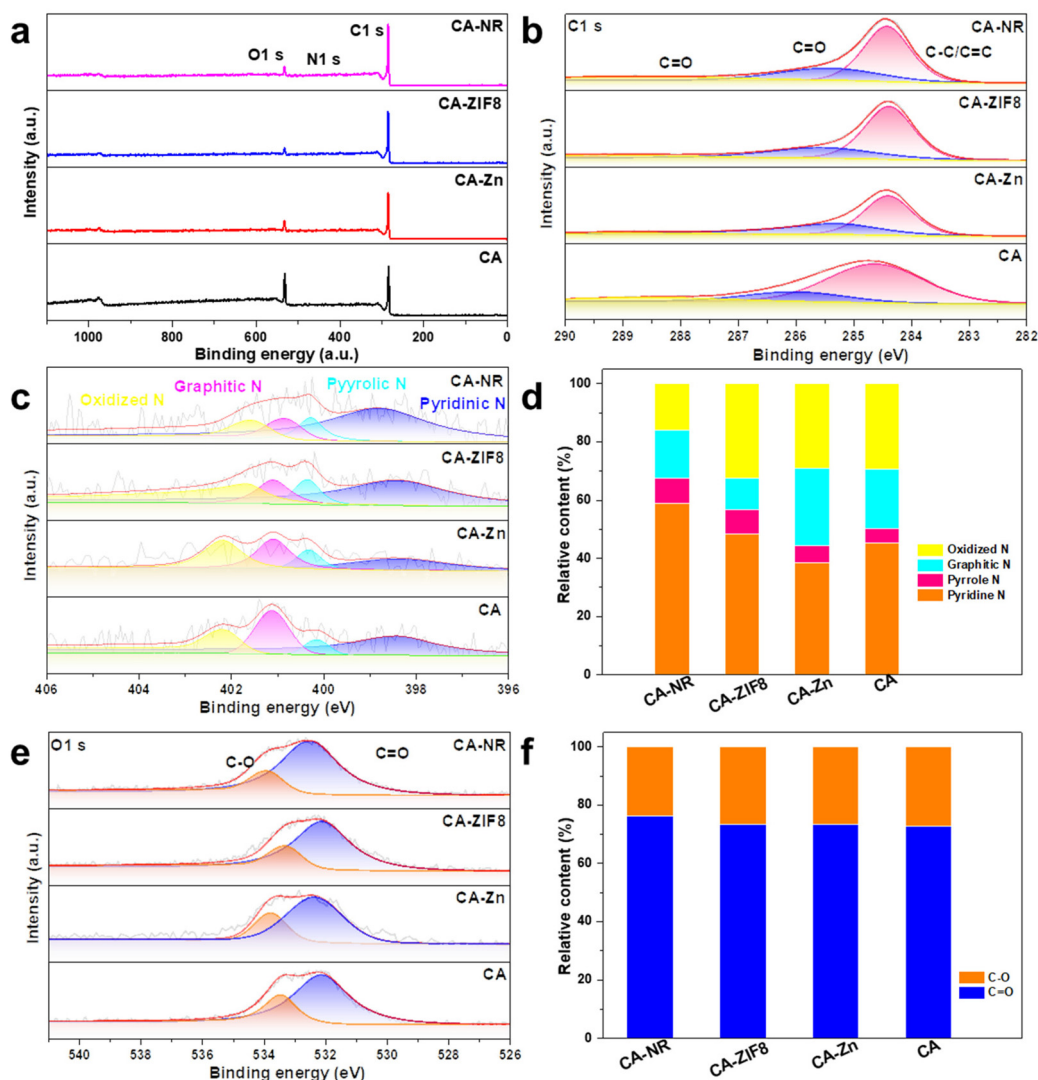 a
C1 s
CA-NR
O1 s
N1 s
CA-ZIF8
CA-Zn
CA
Intensity (a.u.)
1000 800 600 400 200 0
Binding energy (a.u.)
b
C1 s
CA-NR
C=O
C=O
C-C/C=C
CA-ZIF8
CA-Zn
CA
Intensity (a.u.)
290 289 288 287 286 285 284 283 282
Binding energy (eV)
c
Oxidized N
Graphitic N
Pyyrolic N
CA-NR
Pyridinic N
CA-ZIF8
CA-Zn
CA
Intensity (a.u.)
406 404 402 400 398 396
Binding energy (eV)
d
100
80
60
40
20
0
Relative content (%)
Oxidized N
Graphitic N
Pyrrole N
Pyridine N
CA-NR CA-ZIF8 CA-Zn CA
e
O1 s
C-O
C=O
CA-NR
CA-ZIF8
CA-Zn
CA
Intensity (a.u.)
540 538 536 534 532 530 528 526
Binding energy (eV)
f
100
80
60
40
20
0
Relative content (%)
C-O
C=O
CA-NR CA-ZIF8 CA-Zn CA